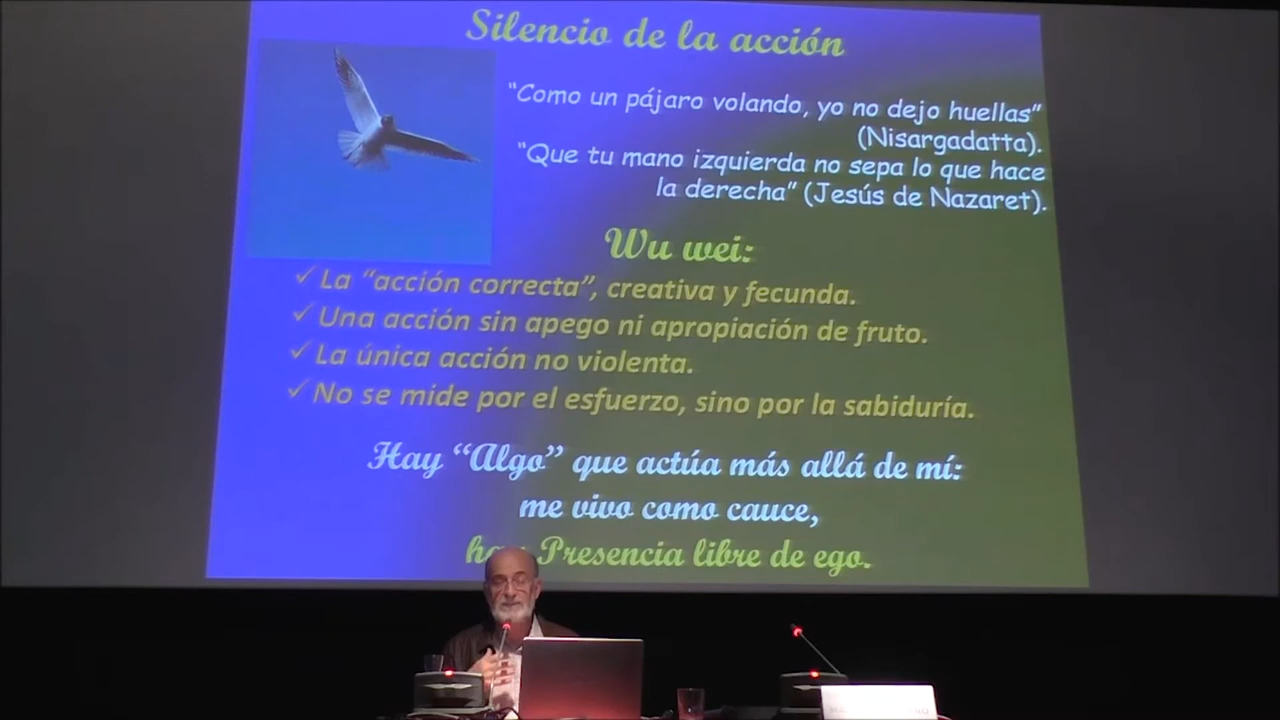 Silencio de la acción
“Como un pájaro volando, yo no dejo huellas”
(Nisargadatta).
“Que tu mano izquierda no sepa lo que hace
la derecha” (Jesús de Nazaret).
Wu wei:
✓ La “acción correcta”, creativa y fecunda.
✓ Una acción sin apego ni apropiación de fruto.
✓ La única acción no violenta.
✓ No se mide por el esfuerzo, sino por la sabiduría.
Hay “Algo” que actúa más allá de mí:
me vivo como cauce,
Presencia libre de ego.